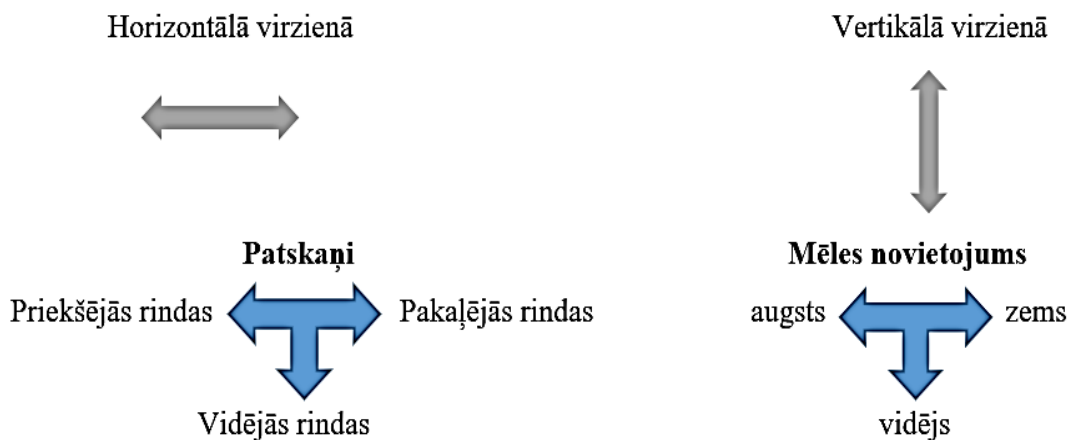 Horizontālā virzienā
Vertikālā virzienā
Patskaņi
Priekšējās rindas
Pakaļējās rindas
Vidējās rindas
Mēles novietojums
augsts
zems
vidējs